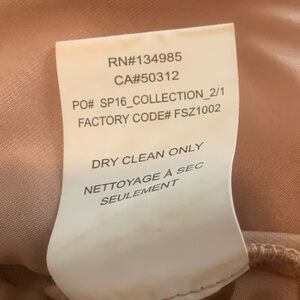 RN#134985
CA#50312
PO# SP16_COLLECTION_2/1
FACTORY CODE# FSZ1002
DRY CLEAN ONLY
NETTOYAGE À SEC
SEULEMENT